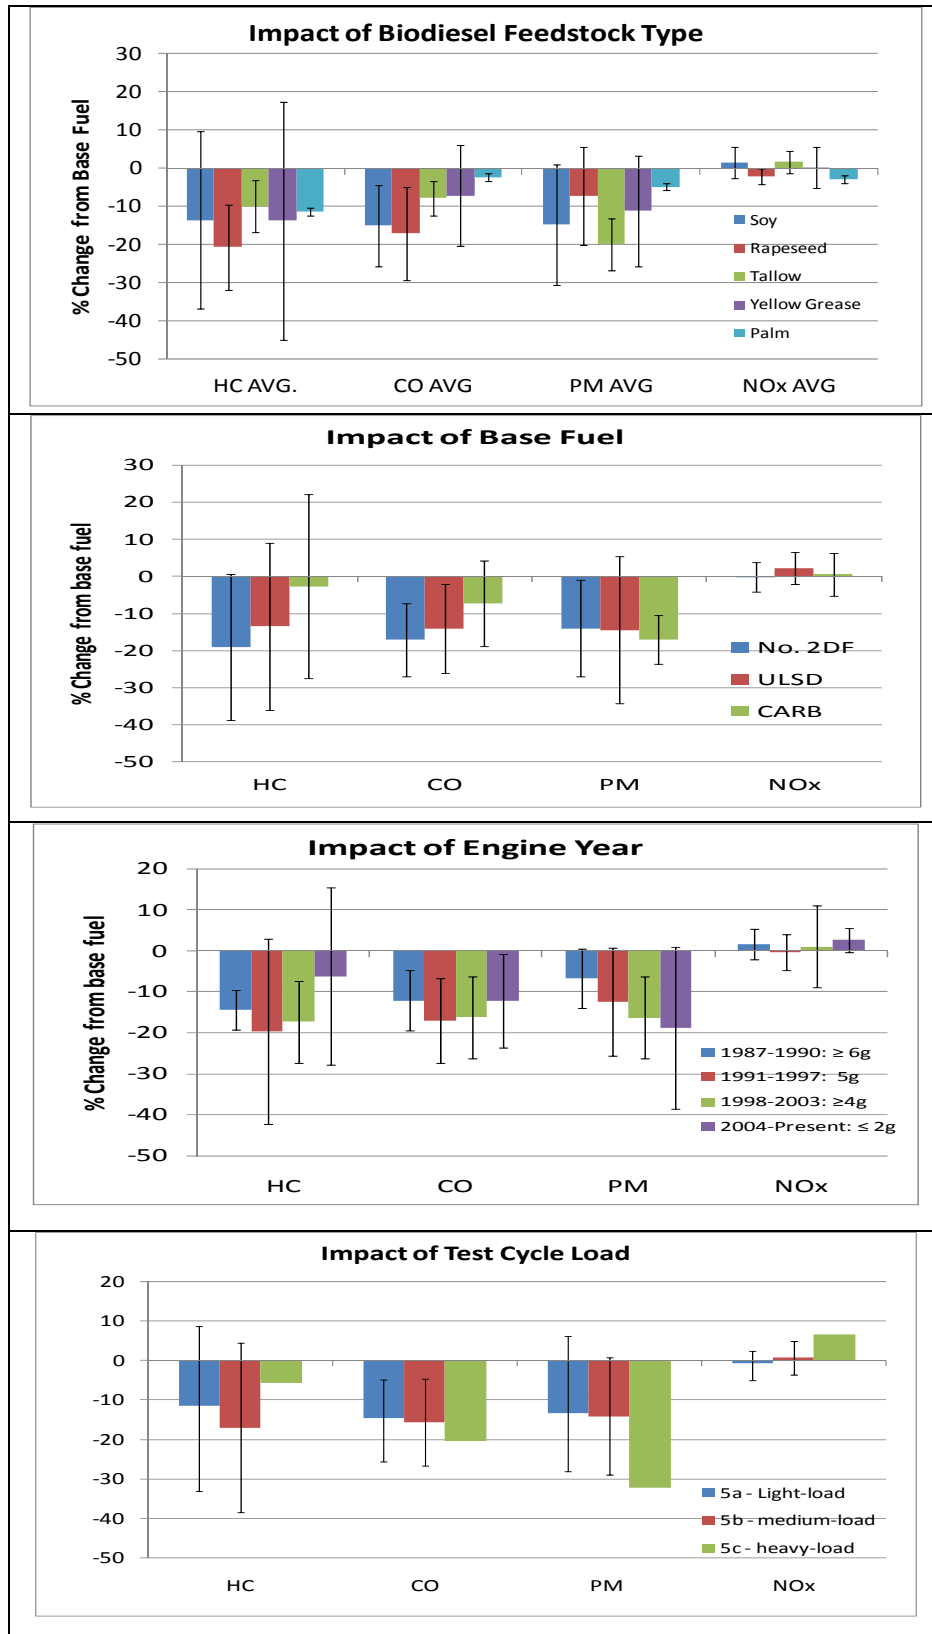 Impact of Biodiesel Feedstock Type
% Change from Base Fuel
30
20
10
0
-10
-20
-30
-40
-50
Soy
Rapeseed
Tallow
Yellow Grease
Palm
HC AVG. CO AVG PM AVG NOx AVG
Impact of Base Fuel
% Change from base fuel
30
20
10
0
-10
-20
-30
-40
-50
No. 2DF
ULSD
CARB
HC CO PM NOx
Impact of Engine Year
% Change from base fuel
20
10
0
-10
-20
-30
-40
-50
1987-1990: ≥ 6g
1991-1997: 5g
1998-2003: ≥4g
2004-Present: ≤ 2g
HC CO PM NOx
Impact of Test Cycle Load
20
10
0
-10
-20
-30
-40
-50
5a - Light-load
5b - medium-load
5c - heavy-load
HC CO PM NOx